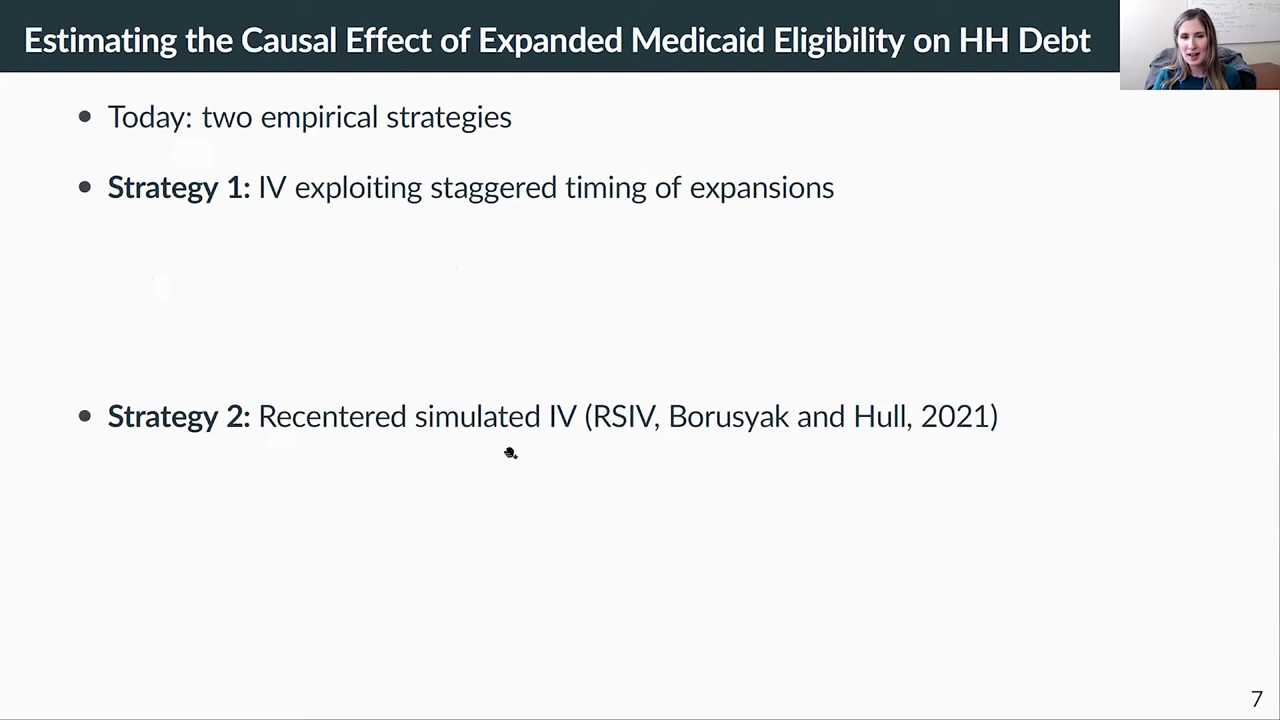 Estimating the Causal Effect of Expanded Medicaid Eligibility on HH Debt
Today: two empirical strategies
Strategy 1: IV exploiting staggered timing of expansions
Strategy 2: Recentered simulated IV (RSIV, Borusyak and Hull, 2021)
7